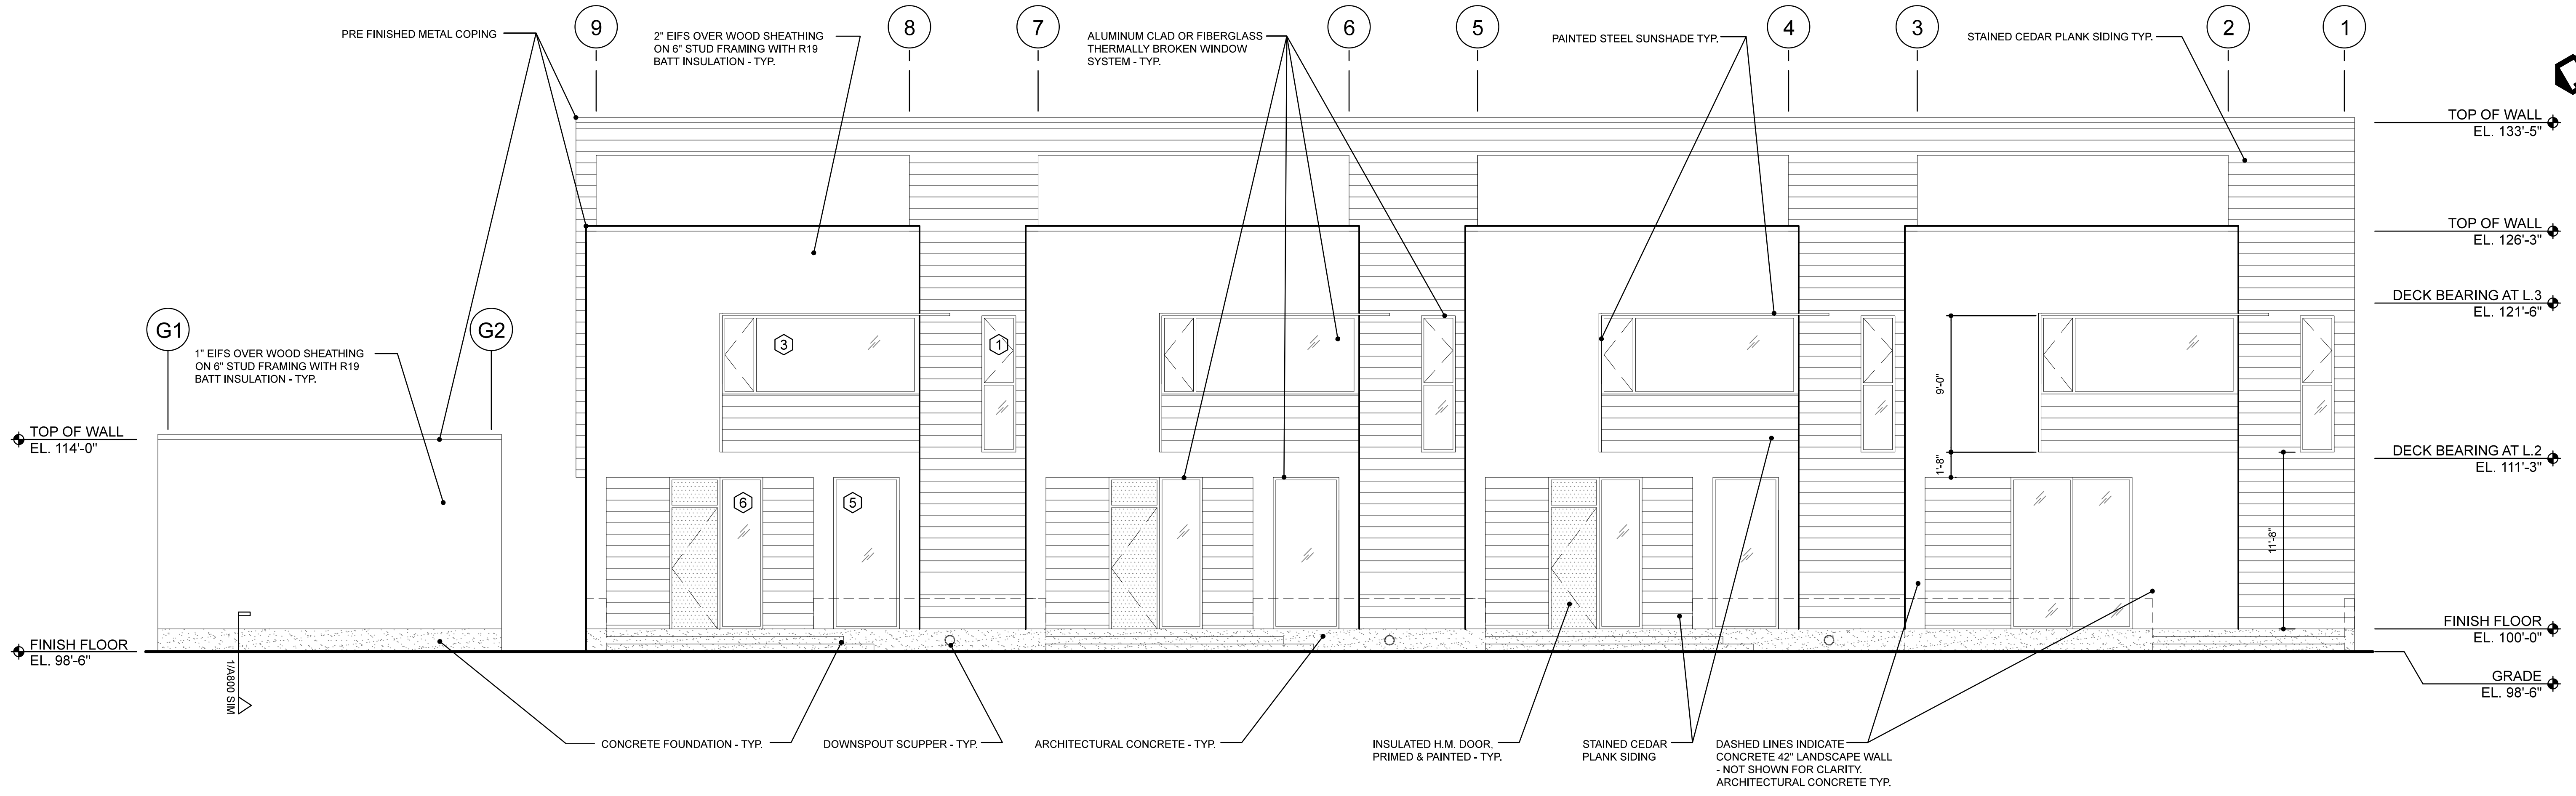 PRE FINISHED METAL COPING
9
2" EIFS OVER WOOD SHEATHING
ON 6" STUD FRAMING WITH R19
BATT INSULATION - TYP.
8
7
ALUMINUM CLAD OR FIBERGLASS
THERMALLY BROKEN WINDOW
SYSTEM - TYP.
6
5
PAINTED STEEL SUNSHADE TYP.
4
3
STAINED CEDAR PLANK SIDING TYP.
2
1
TOP OF WALL
EL. 133'-5"
TOP OF WALL
EL. 126'-3"
DECK BEARING AT L.3
EL. 121'-6"
G1
G2
1" EIFS OVER WOOD SHEATHING
ON 6" STUD FRAMING WITH R19
BATT INSULATION - TYP.
3
1
9'-0"
TOP OF WALL
EL. 114'-0"
DECK BEARING AT L.2
EL. 111'-3"
1'-8"
6
5
11'-8"
FINISH FLOOR
EL. 98'-6"
FINISH FLOOR
EL. 100'-0"
1/A800 SIM
GRADE
EL. 98'-6"
CONCRETE FOUNDATION - TYP.
DOWNSPOUT SCUPPER - TYP.
ARCHITECTURAL CONCRETE - TYP.
INSULATED H.M. DOOR,
PRIMED & PAINTED - TYP.
STAINED CEDAR
PLANK SIDING
DASHED LINES INDICATE
CONCRETE 42" LANDSCAPE WALL
- NOT SHOWN FOR CLARITY.
ARCHITECTURAL CONCRETE TYP.